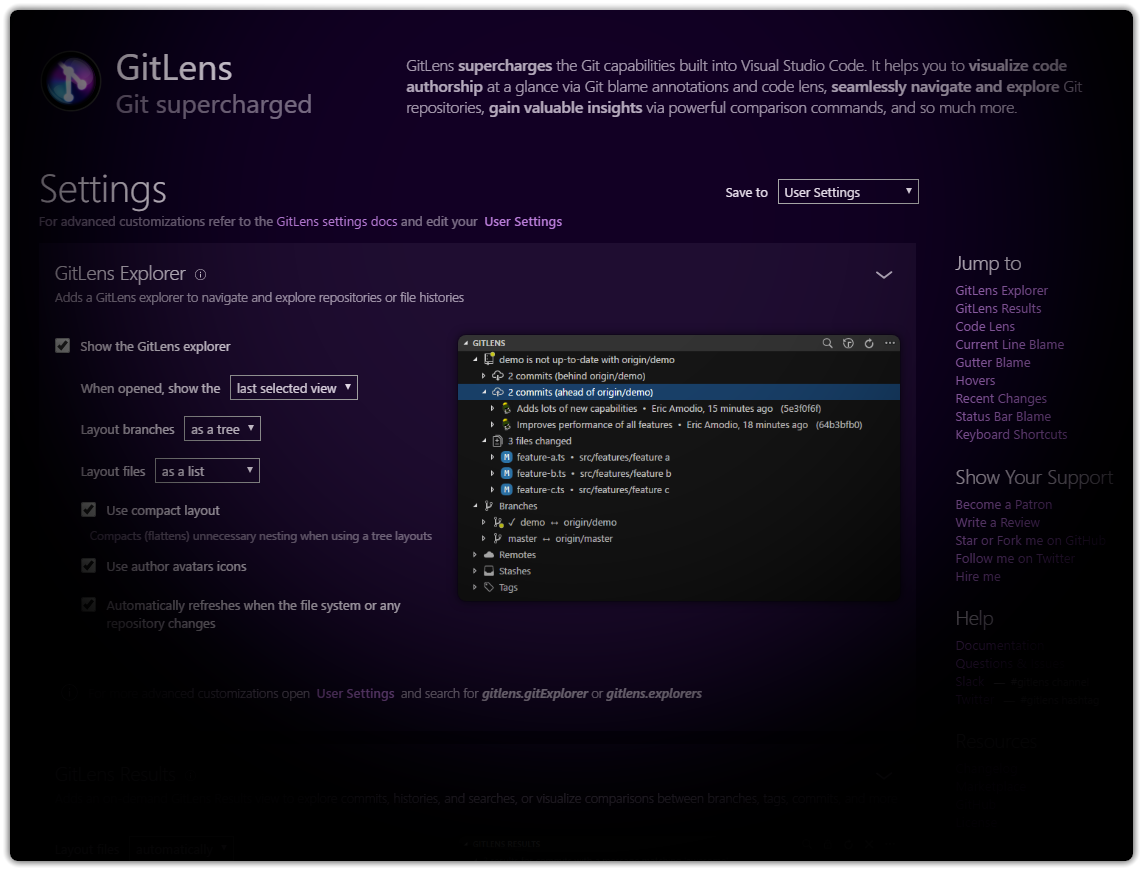 GitLens
Git supercharged
GitLens supercharges the Git capabilities built into Visual Studio Code. It helps you to visualize code
authorship at a glance via Git blame annotations and code lens, seamlessly navigate and explore Git
repositories, gain valuable insights via powerful comparison commands, and so much more.
Settings
Save to User Settings
For advanced customizations refer to the GitLens settings docs and edit your User Settings
GitLens Explorer
Adds a GitLens explorer to navigate and explore repositories or file histories
Show the GitLens explorer
When opened, show the last selected view
Layout branches as a tree
Layout files as a list
Use compact layout
Compacts (flattens) unnecessary nesting when using a tree layouts
Use author avatars icons
Automatically refreshes when the file system or any
repository changes
GITLENS
demo is not up-to-date with origin/demo
2 commits (behind origin/demo)
2 commits (ahead of origin/demo)
Adds lots of new capabilities • Eric Amodio, 15 minutes ago (5e3f0f6f)
Improves performance of all features • Eric Amodio, 18 minutes ago (64b3bfb0)
3 files changed
M feature-a.ts • src/features/feature a
M feature-b.ts • src/features/feature b
M feature-c.ts • src/features/feature c
Branches
✓ demo ↔ origin/demo
master ↔ origin/master
Remotes
Stashes
Tags
advanced customizations open User Settings and search for gitlens.gitExplorer or gitlens.explorers
GitLens Results
commits, histories, and searches, or visualize comparisons between branches, tags,
GITLENS RESULTS
Jump to
GitLens Explorer
GitLens Results
Code Lens
Current Line Blame
Gutter Blame
Hovers
Recent Changes
Status Bar Blame
Keyboard Shortcuts
Show Your Support
Become a Patron
Write a Review
Star or Fork me on GitHub
Follow me on Twitter
Hire me
Help
Documentation
Questions
Slack —
Twitter —
Resources